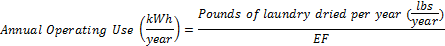 Annual Operating Use (kWh/year) = Pounds of laundry dried per year (lbs/year) / EF